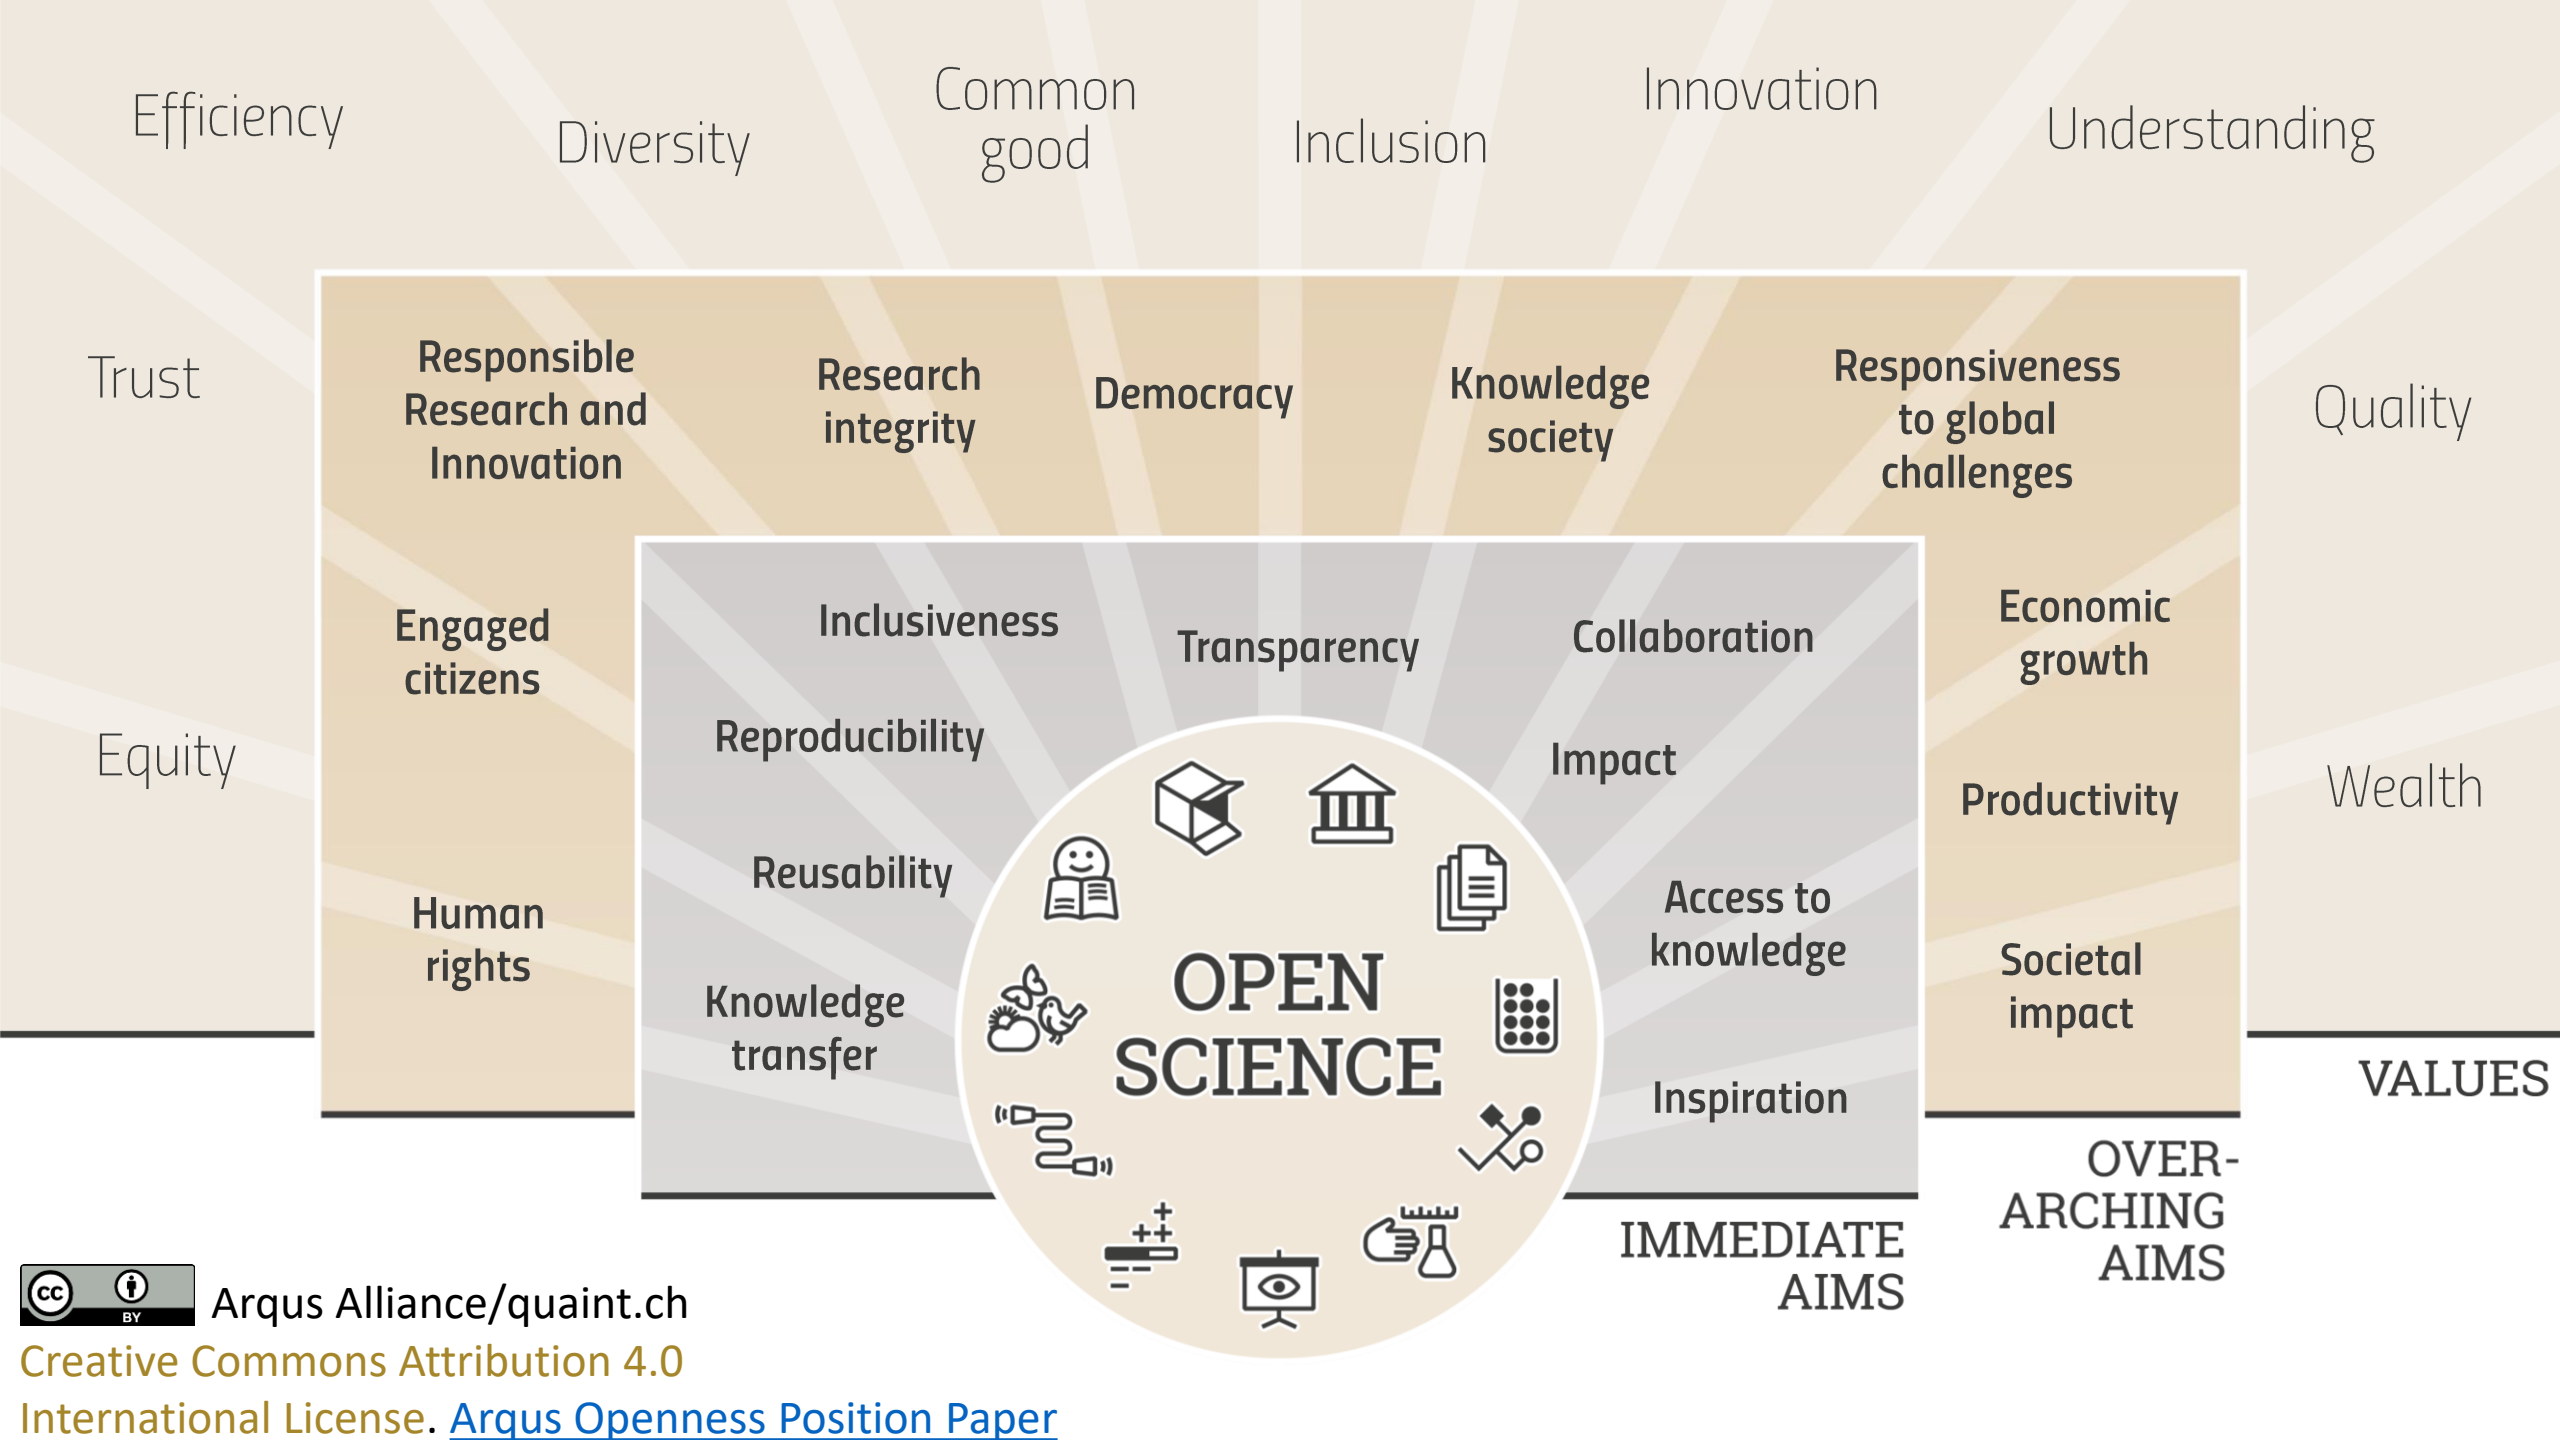 Efficiency
Diversity
Common
good
Inclusion
Innovation
Understanding
Trust
Equity
Quality
Wealth
Responsible
Research and
Innovation
Research
integrity
Democracy
Knowledge
society
Responsiveness
to global
challenges
Engaged
citizens
Human
rights
Economic
growth
Productivity
Societal
impact
Inclusiveness
Transparency
Collaboration
Reproducibility
Impact
Reusability
Access to
knowledge
Knowledge
transfer
Inspiration
OPEN
SCIENCE
VALUES
OVER-
ARCHING
AIMS
IMMEDIATE
AIMS
cc BY Arqus Alliance/quaint.ch
Creative Commons Attribution 4.0
International License. Arqus Openness Position Paper